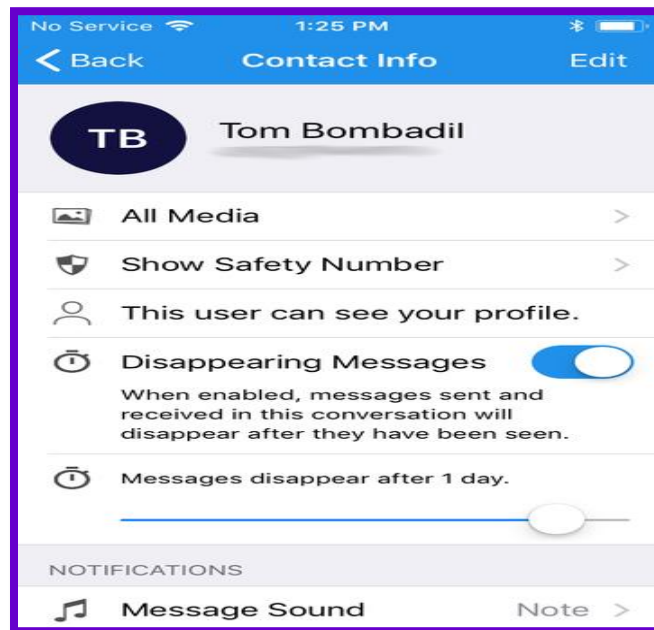 No Service 1:25 PM
Back Contact Info Edit
TB Tom Bombadil
All Media
Show Safety Number
This user can see your profile.
Disappearing Messages
When enabled, messages sent and
received in this conversation will
disappear after they have been seen.
Messages disappear after 1 day.
NOTIFICATIONS
Message Sound Note